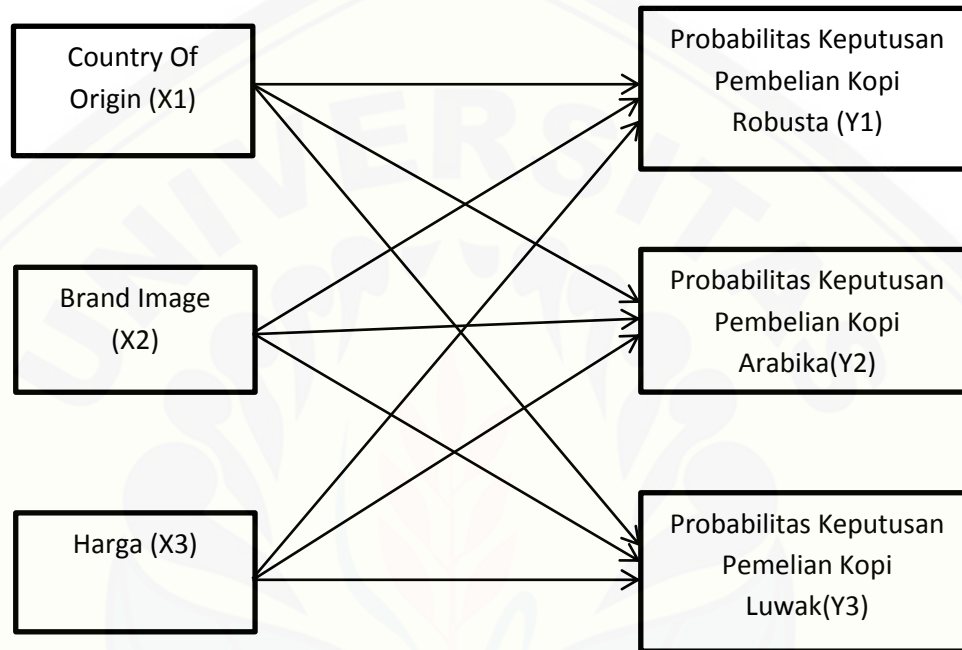 Country Of
Origin (X1)
Probabilitas Keputusan
Pembelian Kopi
Robusta (Y1)
Brand Image
(X2)
Probabilitas Keputusan
Pembelian Kopi
Arabika(Y2)
Harga (X3)
Probabilitas Keputusan
Pemelian Kopi
Luwak(Y3)
UNIVERSITAS